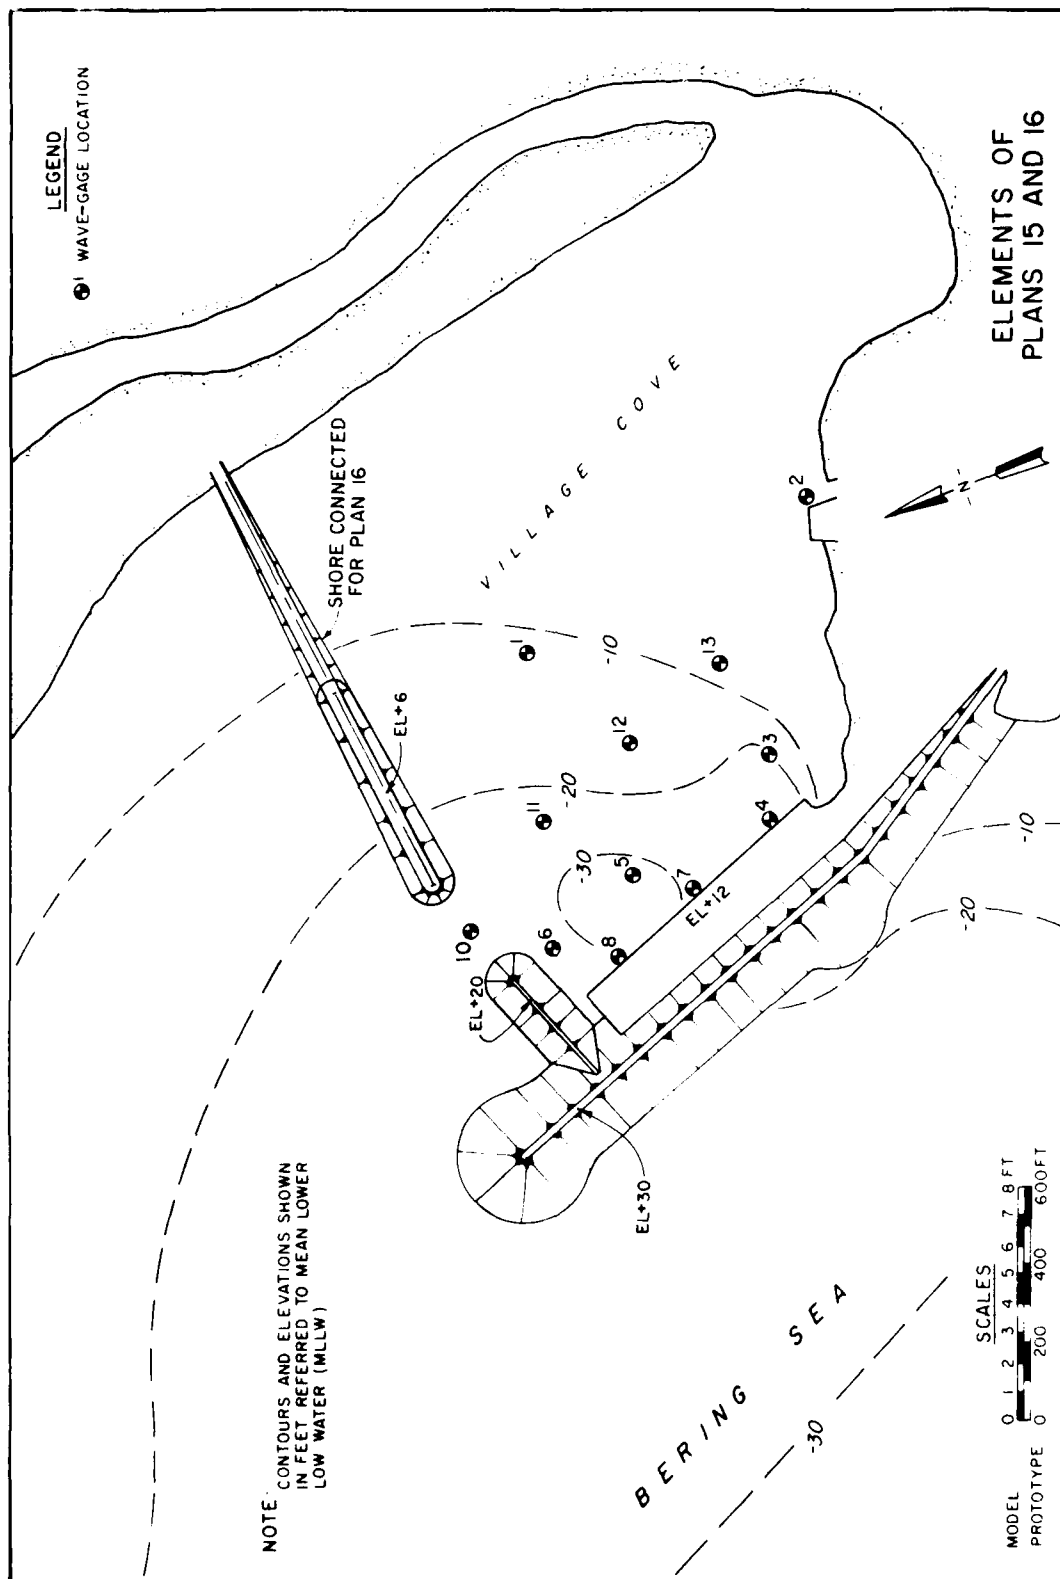 LEGEND
1 WAVE-GAGE LOCATION
SHORE CONNECTED
FOR PLAN 16
EL+6
VILLAGE COVE
-10
-20
-30
1
2
3
4
5
6
7
8
10
11
12
13
EL+20
EL+12
EL+30
-10
-20
N
NOTE: CONTOURS AND ELEVATIONS SHOWN
IN FEET REFERRED TO MEAN LOWER
LOW WATER (MLLW)
BERING SEA
-30
SCALES
MODEL 0 1 2 3 4 5 6 7 8 FT
PROTOTYPE 0 200 400 600FT
ELEMENTS OF
PLANS 15 AND 16